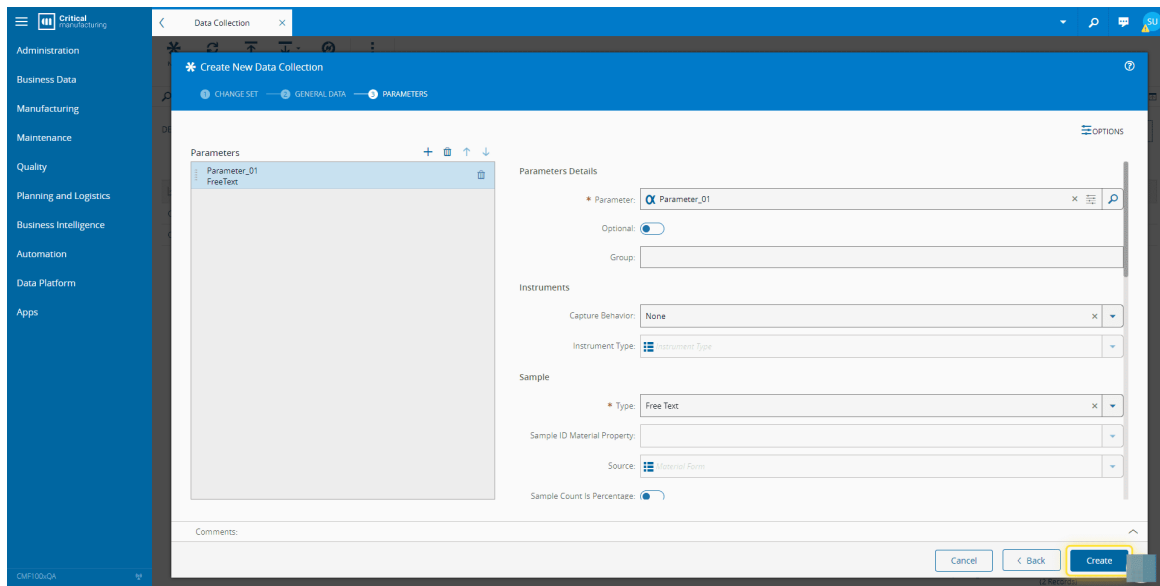 Critical
manufacturing
Data Collection
SU
Administration
Business Data
Manufacturing
Maintenance
Quality
Planning and Logistics
Business Intelligence
Automation
Data Platform
Apps
CMF100xQA
Create New Data Collection
1 CHANGE SET
2 GENERAL DATA
3 PARAMETERS
OPTIONS
Parameters
Parameter_01
FreeText
Parameters Details
* Parameter: Parameter_01
Optional:
Group:
Instruments
Capture Behavior: None
Instrument Type: Instrument Type
Sample
* Type: Free Text
Sample ID Material Property:
Source: Material Form
Sample Count Is Percentage:
Comments:
Cancel
Back
Create